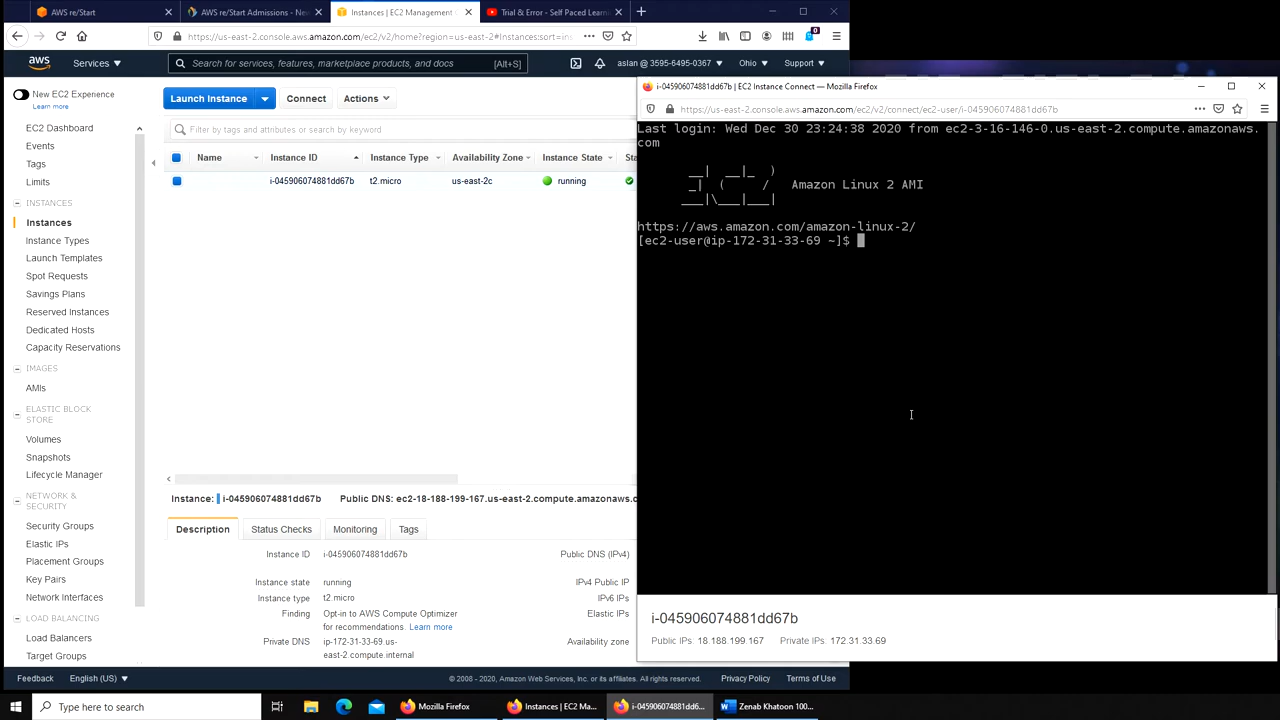 AWS re/Start
AWS re/Start Admissions - Nex
Instances | EC2 Management C
Trial & Error - Self Paced Learni
https://us-east-2.console.aws.amazon.com/ec2/v2/home?region=us-east-2#Instances:sort=ins
aws
Services
Search for services, features, marketplace products, and docs
[Alt+S]
aslan @ 3595-6495-0367
Ohio
Support
New EC2 Experience
Learn more
EC2 Dashboard
Events
Tags
Limits
INSTANCES
Instances
Instance Types
Launch Templates
Spot Requests
Savings Plans
Reserved Instances
Dedicated Hosts
Capacity Reservations
IMAGES
AMIs
ELASTIC BLOCK
STORE
Volumes
Snapshots
Lifecycle Manager
NETWORK &
SECURITY
Security Groups
Elastic IPs
Placement Groups
Key Pairs
Network Interfaces
LOAD BALANCING
Load Balancers
Target Groups
Launch Instance
Connect
Actions
Filter by tags and attributes or search by keyword
Name Instance ID Instance Type Availability Zone Instance State Sta
i-045906074881dd67b t2.micro us-east-2c running
Instance: i-045906074881dd67b Public DNS: ec2-18-188-199-167.us-east-2.compute.amazonaws.c
Description Status Checks Monitoring Tags
Instance ID i-045906074881dd67b Public DNS (IPv4)
Instance state running IPv4 Public IP
Instance type t2.micro IPv6 IPs
Finding Opt-in to AWS Compute Optimizer Elastic IPs
for recommendations. Learn more
Private DNS ip-172-31-33-69.us- Availability zone
east-2.compute.internal
Feedback
English (US)
© 2008 - 2020, Amazon Web Services, Inc. or its affiliates. All rights reserved.
Privacy Policy
Terms of Use
i-045906074881dd67b | EC2 Instance Connect — Mozilla Firefox
https://us-east-2.console.aws.amazon.com/ec2/v2/connect/ec2-user/i-045906074881dd67b
Last login: Wed Dec 30 23:24:38 2020 from ec2-3-16-146-0.us-east-2.compute.amazonaws.
com
__| __|_ )
_| ( / Amazon Linux 2 AMI
___|\___|___|
https://aws.amazon.com/amazon-linux-2/
[ec2-user@ip-172-31-33-69 ~]$
i-045906074881dd67b
Public IPs: 18.188.199.167 Private IPs: 172.31.33.69
Type here to search
Mozilla Firefox
Instances | EC2 Ma...
i-045906074881dd6...
Zenab Khatoon 100...